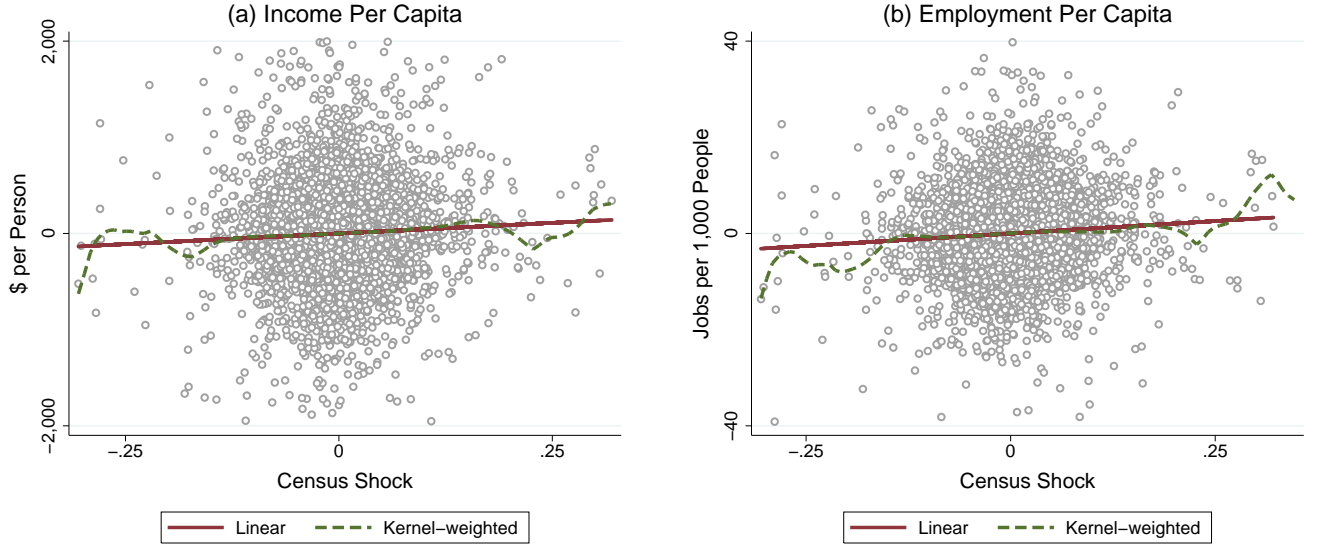 (a) Income Per Capita
$ per Person
2,000
0
−2,000
−.25
0
.25
Census Shock
Linear
Kernel−weighted
(b) Employment Per Capita
Jobs per 1,000 People
40
0
−40
−.25
0
.25
Census Shock
Linear
Kernel−weighted